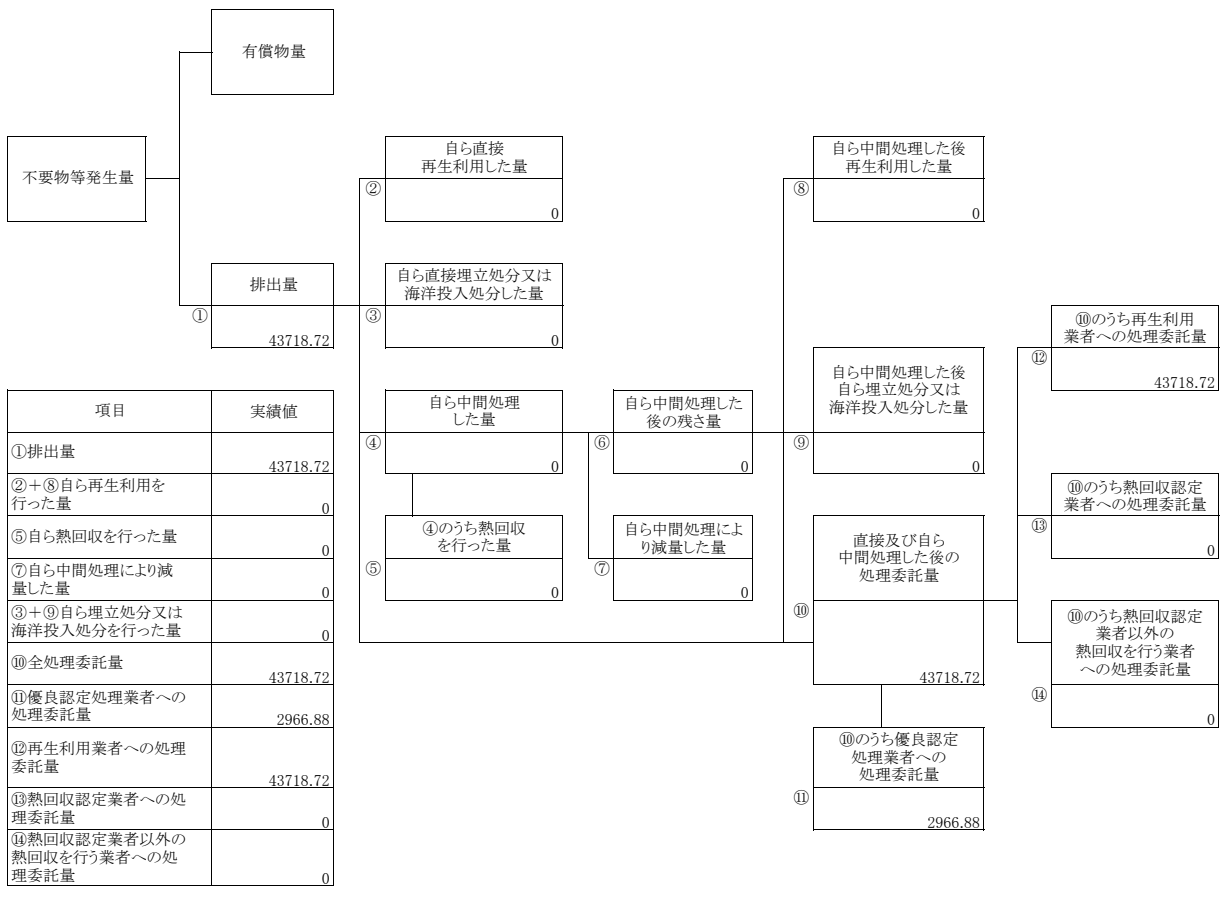 有償物量
不要物等発生量
自ら直接
再生利用した量
②
0
自ら中間処理した後
再生利用した量
⑧
0
排出量
①
43718.72
自ら直接埋立処分又は
海洋投入処分した量
③
0
⑩のうち再生利用
業者への処理委託量
⑫
43718.72
自ら中間処理した後
自ら埋立処分又は
海洋投入処分した量
⑨
0
自ら中間処理
した量
④
0
自ら中間処理した
後の残さ量
⑥
0
⑩のうち熱回収認定
業者への処理委託量
⑬
0
④のうち熱回収
を行った量
⑤
0
自ら中間処理によ
り減量した量
⑦
0
直接及び自ら
中間処理した後の
処理委託量
⑩
43718.72
⑩のうち熱回収認定
業者以外の
熱回収を行う業者
への処理委託量
⑭
0
⑩のうち優良認定
処理業者への
処理委託量
⑪
2966.88
項目 実績値
①排出量
43718.72
②＋⑧自ら再生利用を
行った量
0
⑤自ら熱回収を行った量
0
⑦自ら中間処理により減
量した量
0
③＋⑨自ら埋立処分又は
海洋投入処分を行った量
0
⑩全処理委託量
43718.72
⑪優良認定処理業者への
処理委託量
2966.88
⑫再生利用業者への処理
委託量
43718.72
⑬熱回収認定業者への処
理委託量
0
⑭熱回収認定業者以外の
熱回収を行う業者への処
理委託量
0